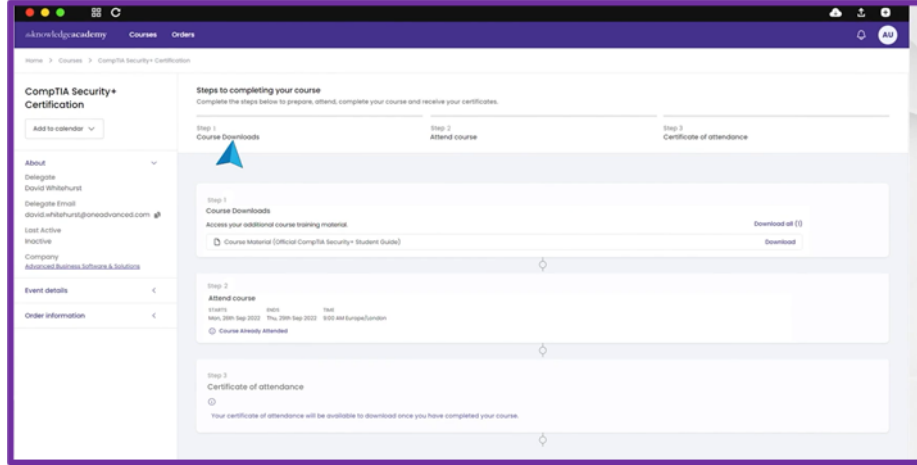 theknowledgeacademy Courses Orders AU
Home > Courses > CompTIA Security+ Certification
CompTIA Security+
Certification
Add to calendar
About
Delegate
David Whitehurst
Delegate Email
david.whitehurst@oneadvanced.com
Last Active
Inactive
Company
Advanced Business Software & Solutions
Event details
Order information
Steps to completing your course
Complete the steps below to prepare, attend, complete your course and receive your certificates.
Step 1 Step 2 Step 3
Course Downloads Attend course Certificate of attendance
Step 1
Course Downloads
Access your additional course training material. Download all (1)
Course Material (Official CompTIA Security+ Student Guide) Download
Step 2
Attend course
STARTS ENDS TIME
Mon, 26th Sep 2022 Thu, 29th Sep 2022 9:00 AM Europe/London
Course Already Attended
Step 3
Certificate of attendance
Your certificate of attendance will be available to download once you have completed your course.